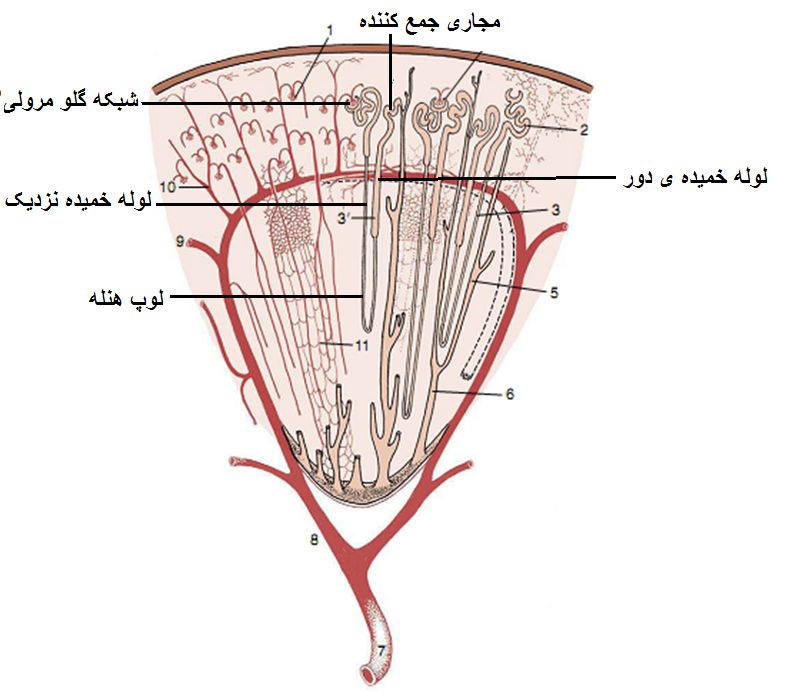 مجاری جمع کننده
1
شبکه گلو مرولی
2
لوله خمیده ی دور
10
لوله خمیده نزدیک
3
3'
9
5
لوپ هنله
11
6
8
7